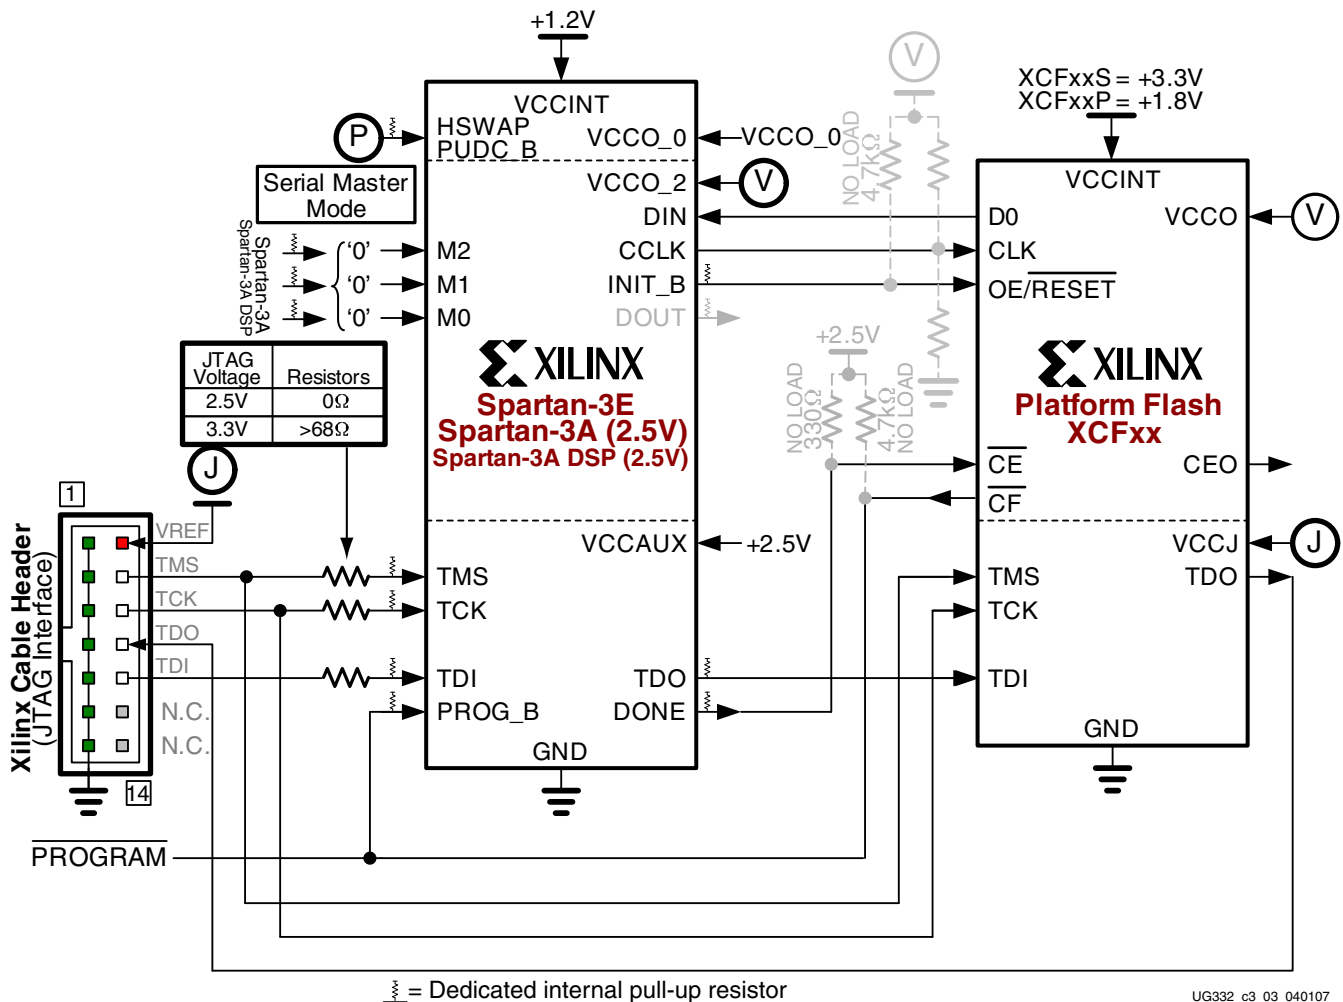 +1.2V
V
XCFxxS = +3.3V
XCFxxP = +1.8V
P
HSWAP
PUDC_B
VCCINT
VCCO_0
VCCO_0
NO LOAD
4.7kΩ
VCCINT
Serial Master
Mode
VCCO_2
V
DIN
D0
VCCO
V
Spartan-3A
Spartan-3A DSP
'0'
M2
CCLK
CLK
'0'
M1
INIT_B
OE/RESET
'0'
M0
DOUT
+2.5V
JTAG
Voltage
Resistors
2.5V
0Ω
3.3V
>68Ω
XILINX
Spartan-3E
Spartan-3A (2.5V)
Spartan-3A DSP (2.5V)
NO LOAD
330Ω
4.7kΩ
NO LOAD
XILINX
Platform Flash
XCFxx
J
CE
CEO
CF
1
Xilinx Cable Header
(JTAG Interface)
VREF
VCCAUX
+2.5V
VCCJ
J
TMS
TMS
TMS
TDO
TCK
TCK
TCK
TDO
TDI
TDI
TDO
TDI
N.C.
PROG_B
DONE
N.C.
GND
GND
14
PROGRAM
= Dedicated internal pull-up resistor
UG332_c3_03_040107